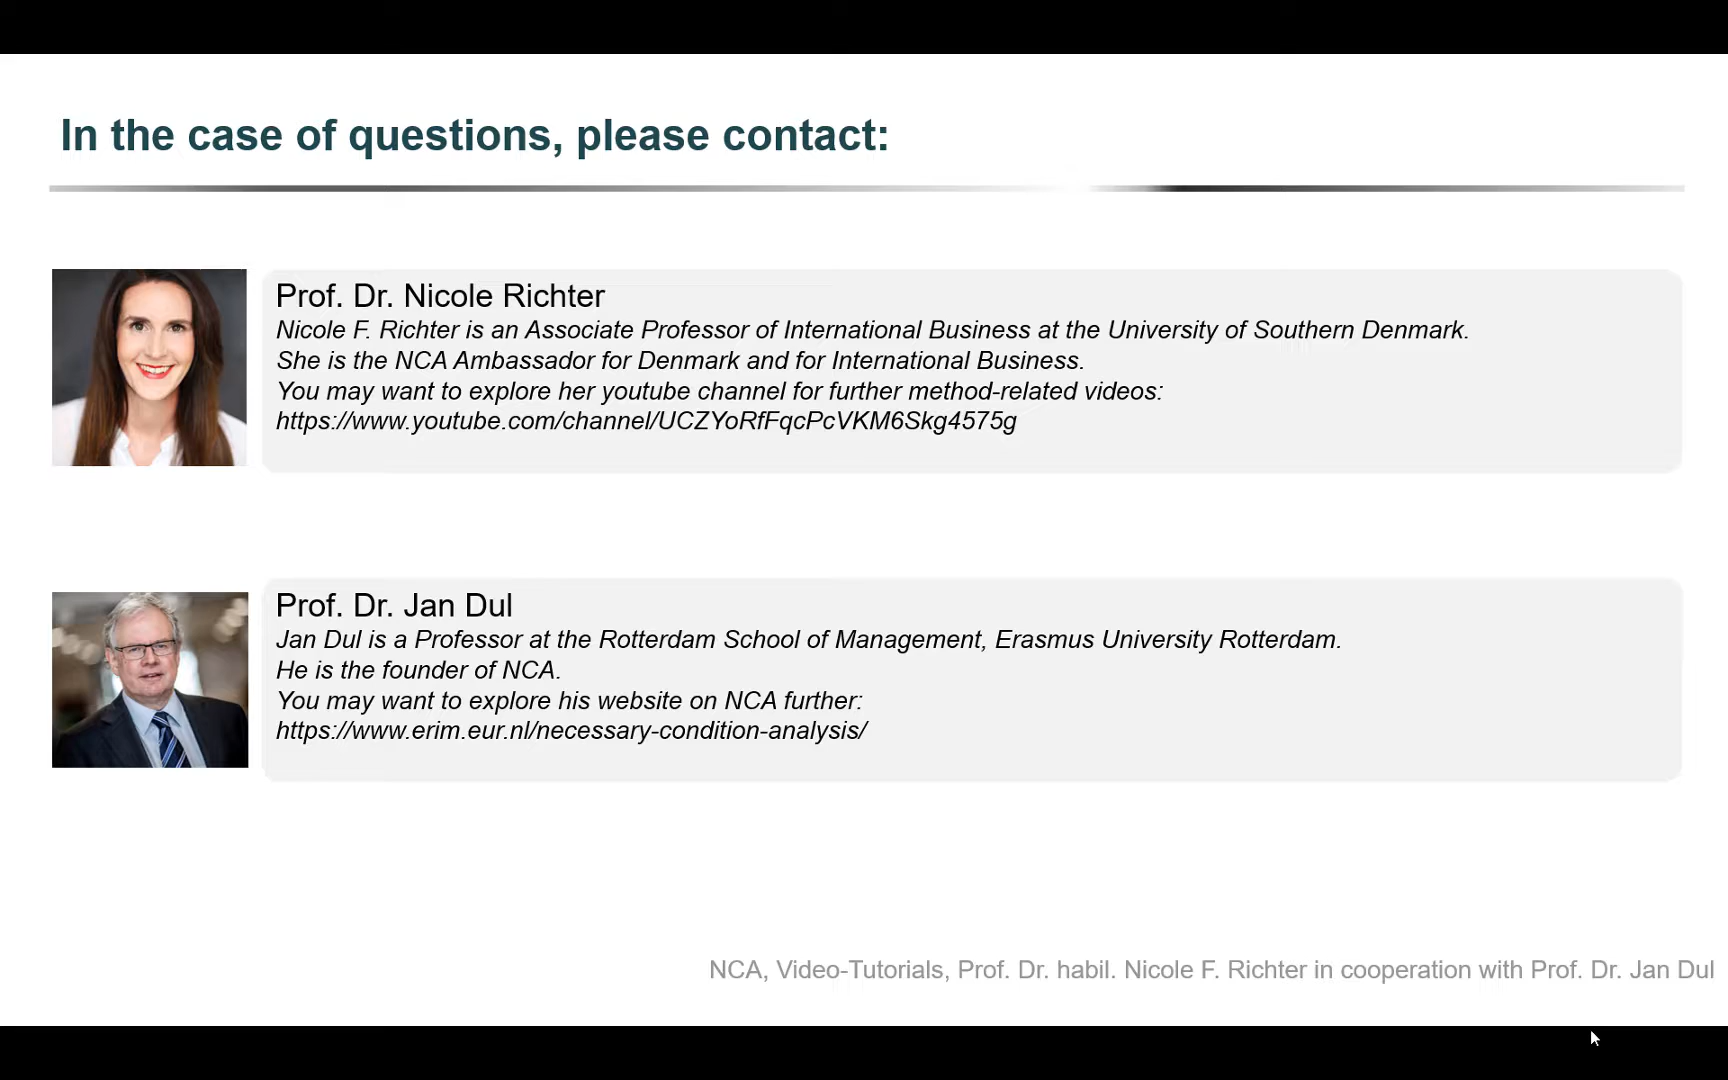 In the case of questions, please contact:
Prof. Dr. Nicole Richter
Nicole F. Richter is an Associate Professor of International Business at the University of Southern Denmark.
She is the NCA Ambassador for Denmark and for International Business.
You may want to explore her youtube channel for further method-related videos:
https://www.youtube.com/channel/UCZYoRfFqcPcVKM6Skg4575g
Prof. Dr. Jan Dul
Jan Dul is a Professor at the Rotterdam School of Management, Erasmus University Rotterdam.
He is the founder of NCA.
You may want to explore his website on NCA further:
https://www.erim.eur.nl/necessary-condition-analysis/
NCA, Video-Tutorials, Prof. Dr. habil. Nicole F. Richter in cooperation with Prof. Dr. Jan Dul